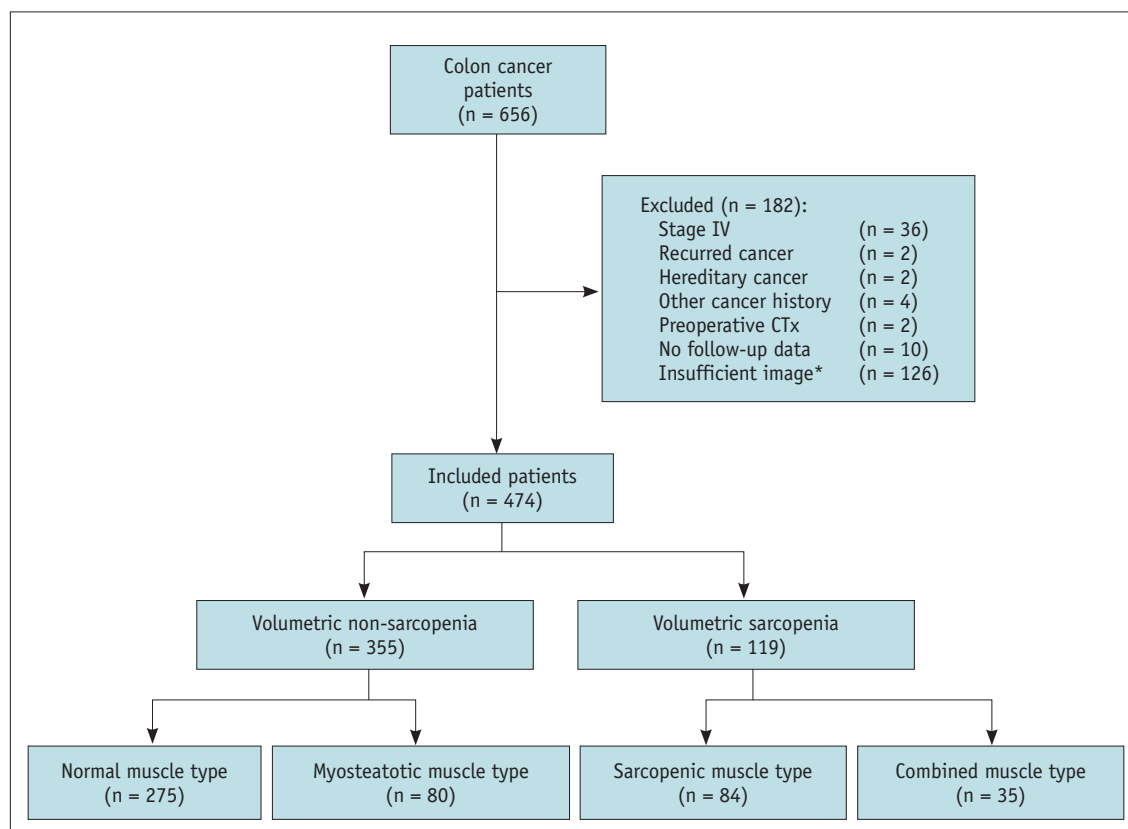 Colon cancer
patients
(n = 656)
Excluded (n = 182):
Stage IV (n = 36)
Recurred cancer (n = 2)
Hereditary cancer (n = 2)
Other cancer history (n = 4)
Preoperative CTx (n = 2)
No follow-up data (n = 10)
Insufficient image* (n = 126)
Included patients
(n = 474)
Volumetric non-sarcopenia
(n = 355)
Volumetric sarcopenia
(n = 119)
Normal muscle type
(n = 275)
Myosteatotic muscle type
(n = 80)
Sarcopenic muscle type
(n = 84)
Combined muscle type
(n = 35)